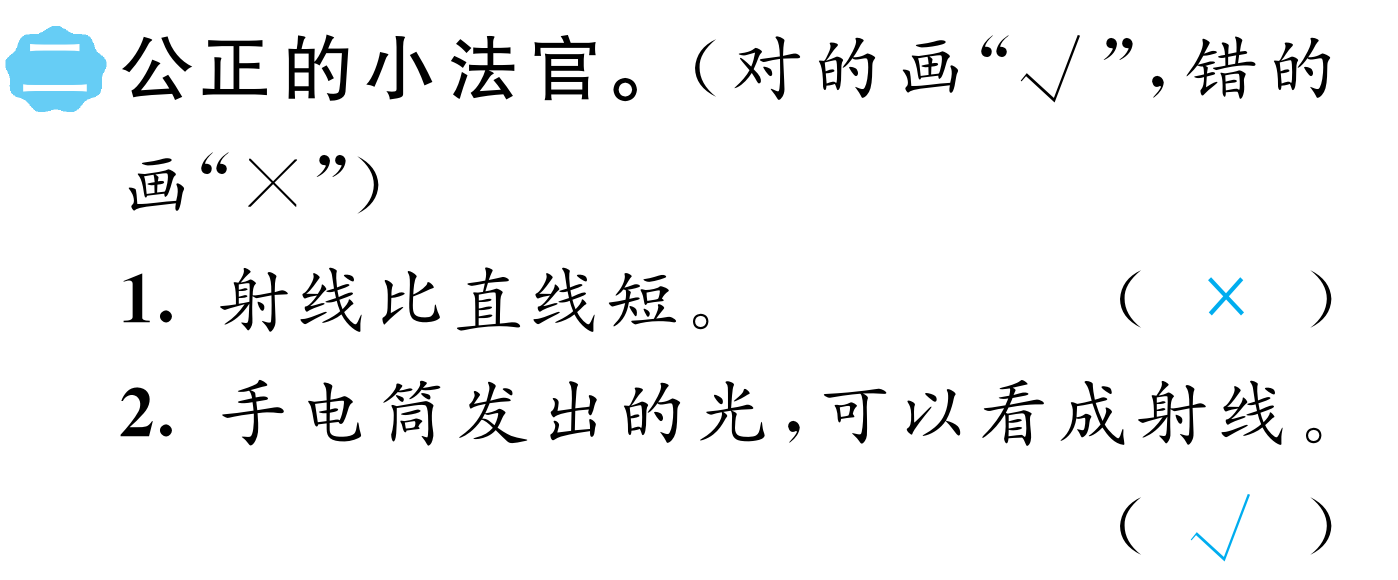 二 公正的小法官。(对的画“√”,错的
画“×”)
1. 射线比直线短。 ( × )
2. 手电筒发出的光,可以看成射线。
( √ )